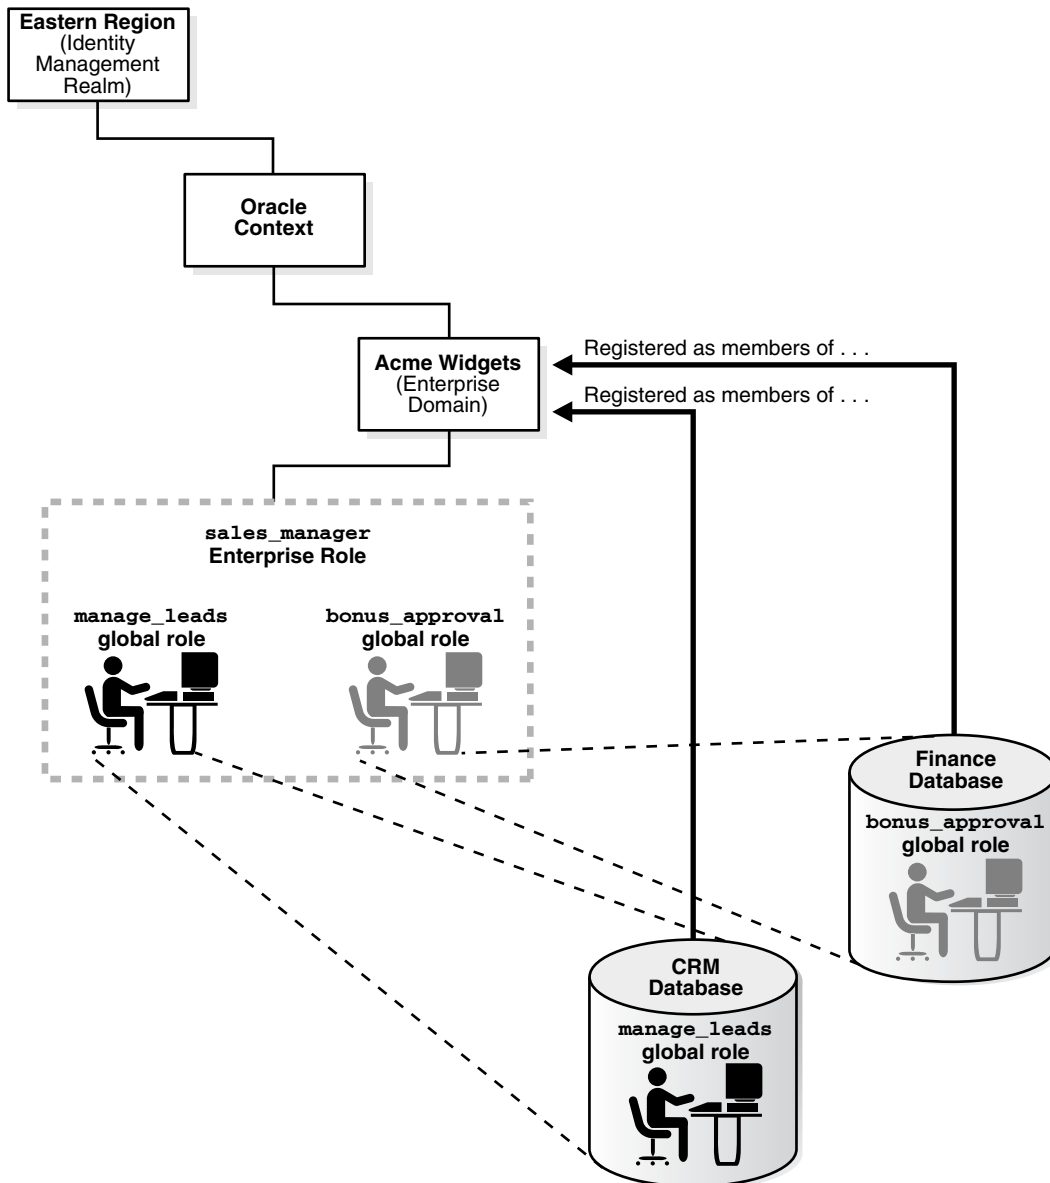 Eastern Region
(Identity
Management
Realm)
Oracle
Context
Acme Widgets
(Enterprise
Domain)
Registered as members of . . .
Registered as members of . . .
sales_manager
Enterprise Role
manage_leads
global role
bonus_approval
global role
Finance
Database
bonus_approval
global role
CRM
Database
manage_leads
global role